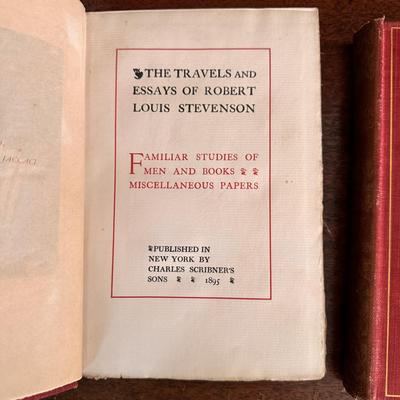 THE TRAVELS AND
ESSAYS OF ROBERT
LOUIS STEVENSON
FAMILIAR STUDIES OF
MEN AND BOOKS
MISCELLANEOUS PAPERS
PUBLISHED IN
NEW YORK BY
CHARLES SCRIBNER'S
SONS 1895